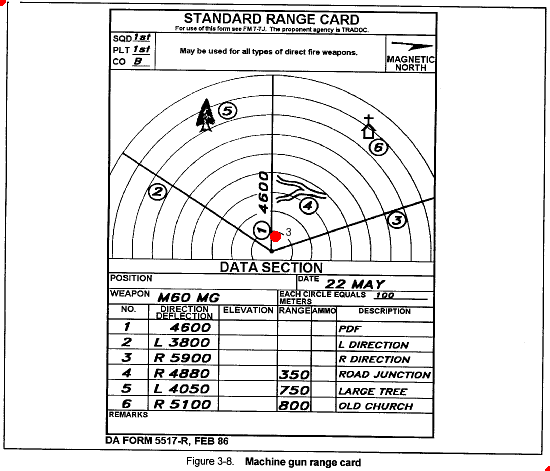 STANDARD RANGE CARD
For use of this form see FM 7-7J. The proponent agency is TRADOC.
SQD 1st
PLT 1st
CO B
May be used for all types of direct fire weapons.
MAGNETIC
NORTH
5
6
2
4600
4
3
1
3
DATA SECTION
POSITION
DATE 22 MAY
WEAPON M60 MG
EACH CIRCLE EQUALS 100
METERS
NO. DIRECTION DEFLECTION ELEVATION RANGE AMMO DESCRIPTION
1 4600 PDF
2 L 3800 L DIRECTION
3 R 5900 R DIRECTION
4 R 4880 350 ROAD JUNCTION
5 L 4050 750 LARGE TREE
6 R 5100 800 OLD CHURCH
REMARKS
DA FORM 5517-R, FEB 86
Figure 3-8. Machine gun range card